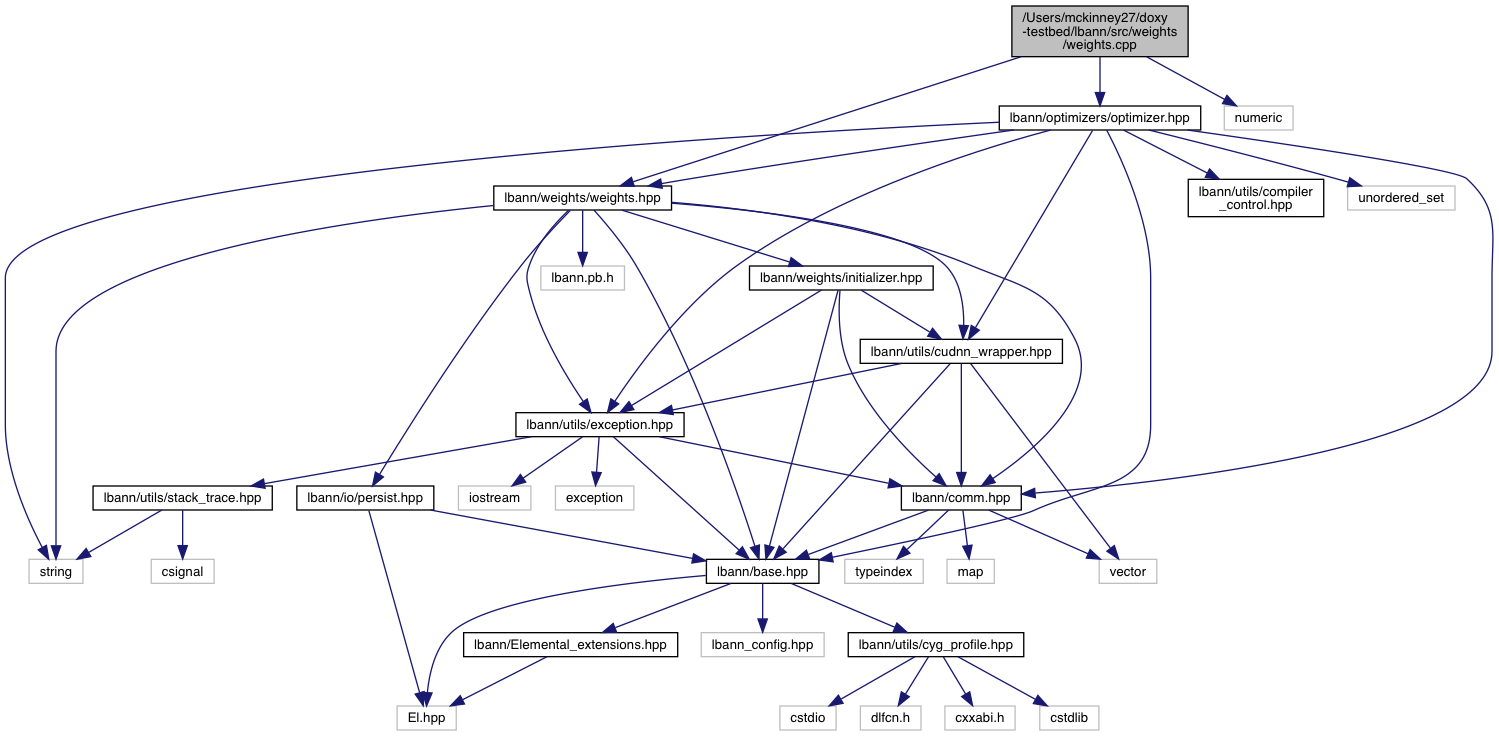 /Users/mckinney27/doxy
-testbed/lbann/src/weights
/weights.cpp
lbann/optimizers/optimizer.hpp
numeric
lbann/weights/weights.hpp
lbann/utils/compiler
_control.hpp
unordered_set
lbann.pb.h
lbann/weights/initializer.hpp
lbann/utils/cudnn_wrapper.hpp
lbann/utils/exception.hpp
lbann/utils/stack_trace.hpp
lbann/io/persist.hpp
iostream
exception
lbann/comm.hpp
string
csignal
lbann/base.hpp
typeindex
map
vector
lbann/Elemental_extensions.hpp
lbann_config.hpp
lbann/utils/cyg_profile.hpp
El.hpp
cstdio
dlfcn.h
cxxabi.h
cstdlib